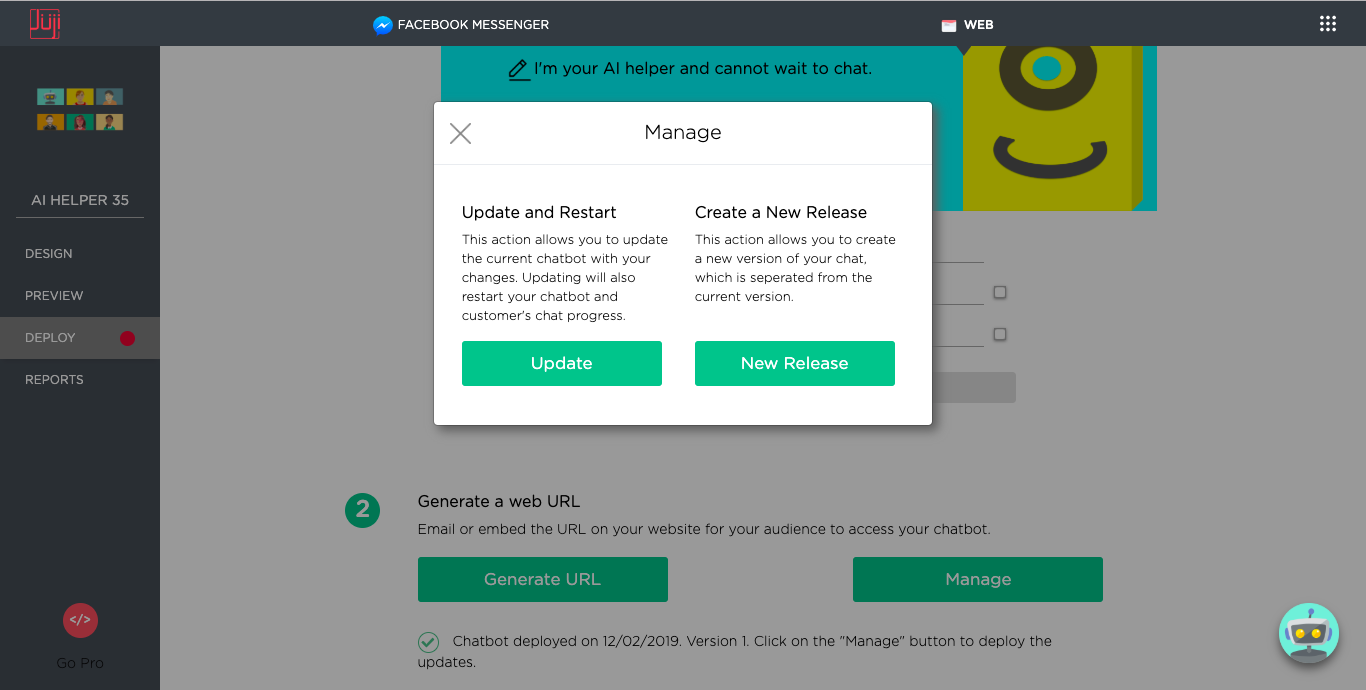 Juji
FACEBOOK MESSENGER
WEB
I'm your AI helper and cannot wait to chat.
Manage
AI HELPER 35
DESIGN
PREVIEW
DEPLOY
REPORTS
Update and Restart
This action allows you to update
the current chatbot with your
changes. Updating will also
restart your chatbot and
customer's chat progress.
Update
Create a New Release
This action allows you to create
a new version of your chat,
which is seperated from the
current version.
New Release
2
Generate a web URL
Email or embed the URL on your website for your audience to access your chatbot.
Generate URL
Manage
Chatbot deployed on 12/02/2019. Version 1. Click on the "Manage" button to deploy the
updates.
</>
Go Pro